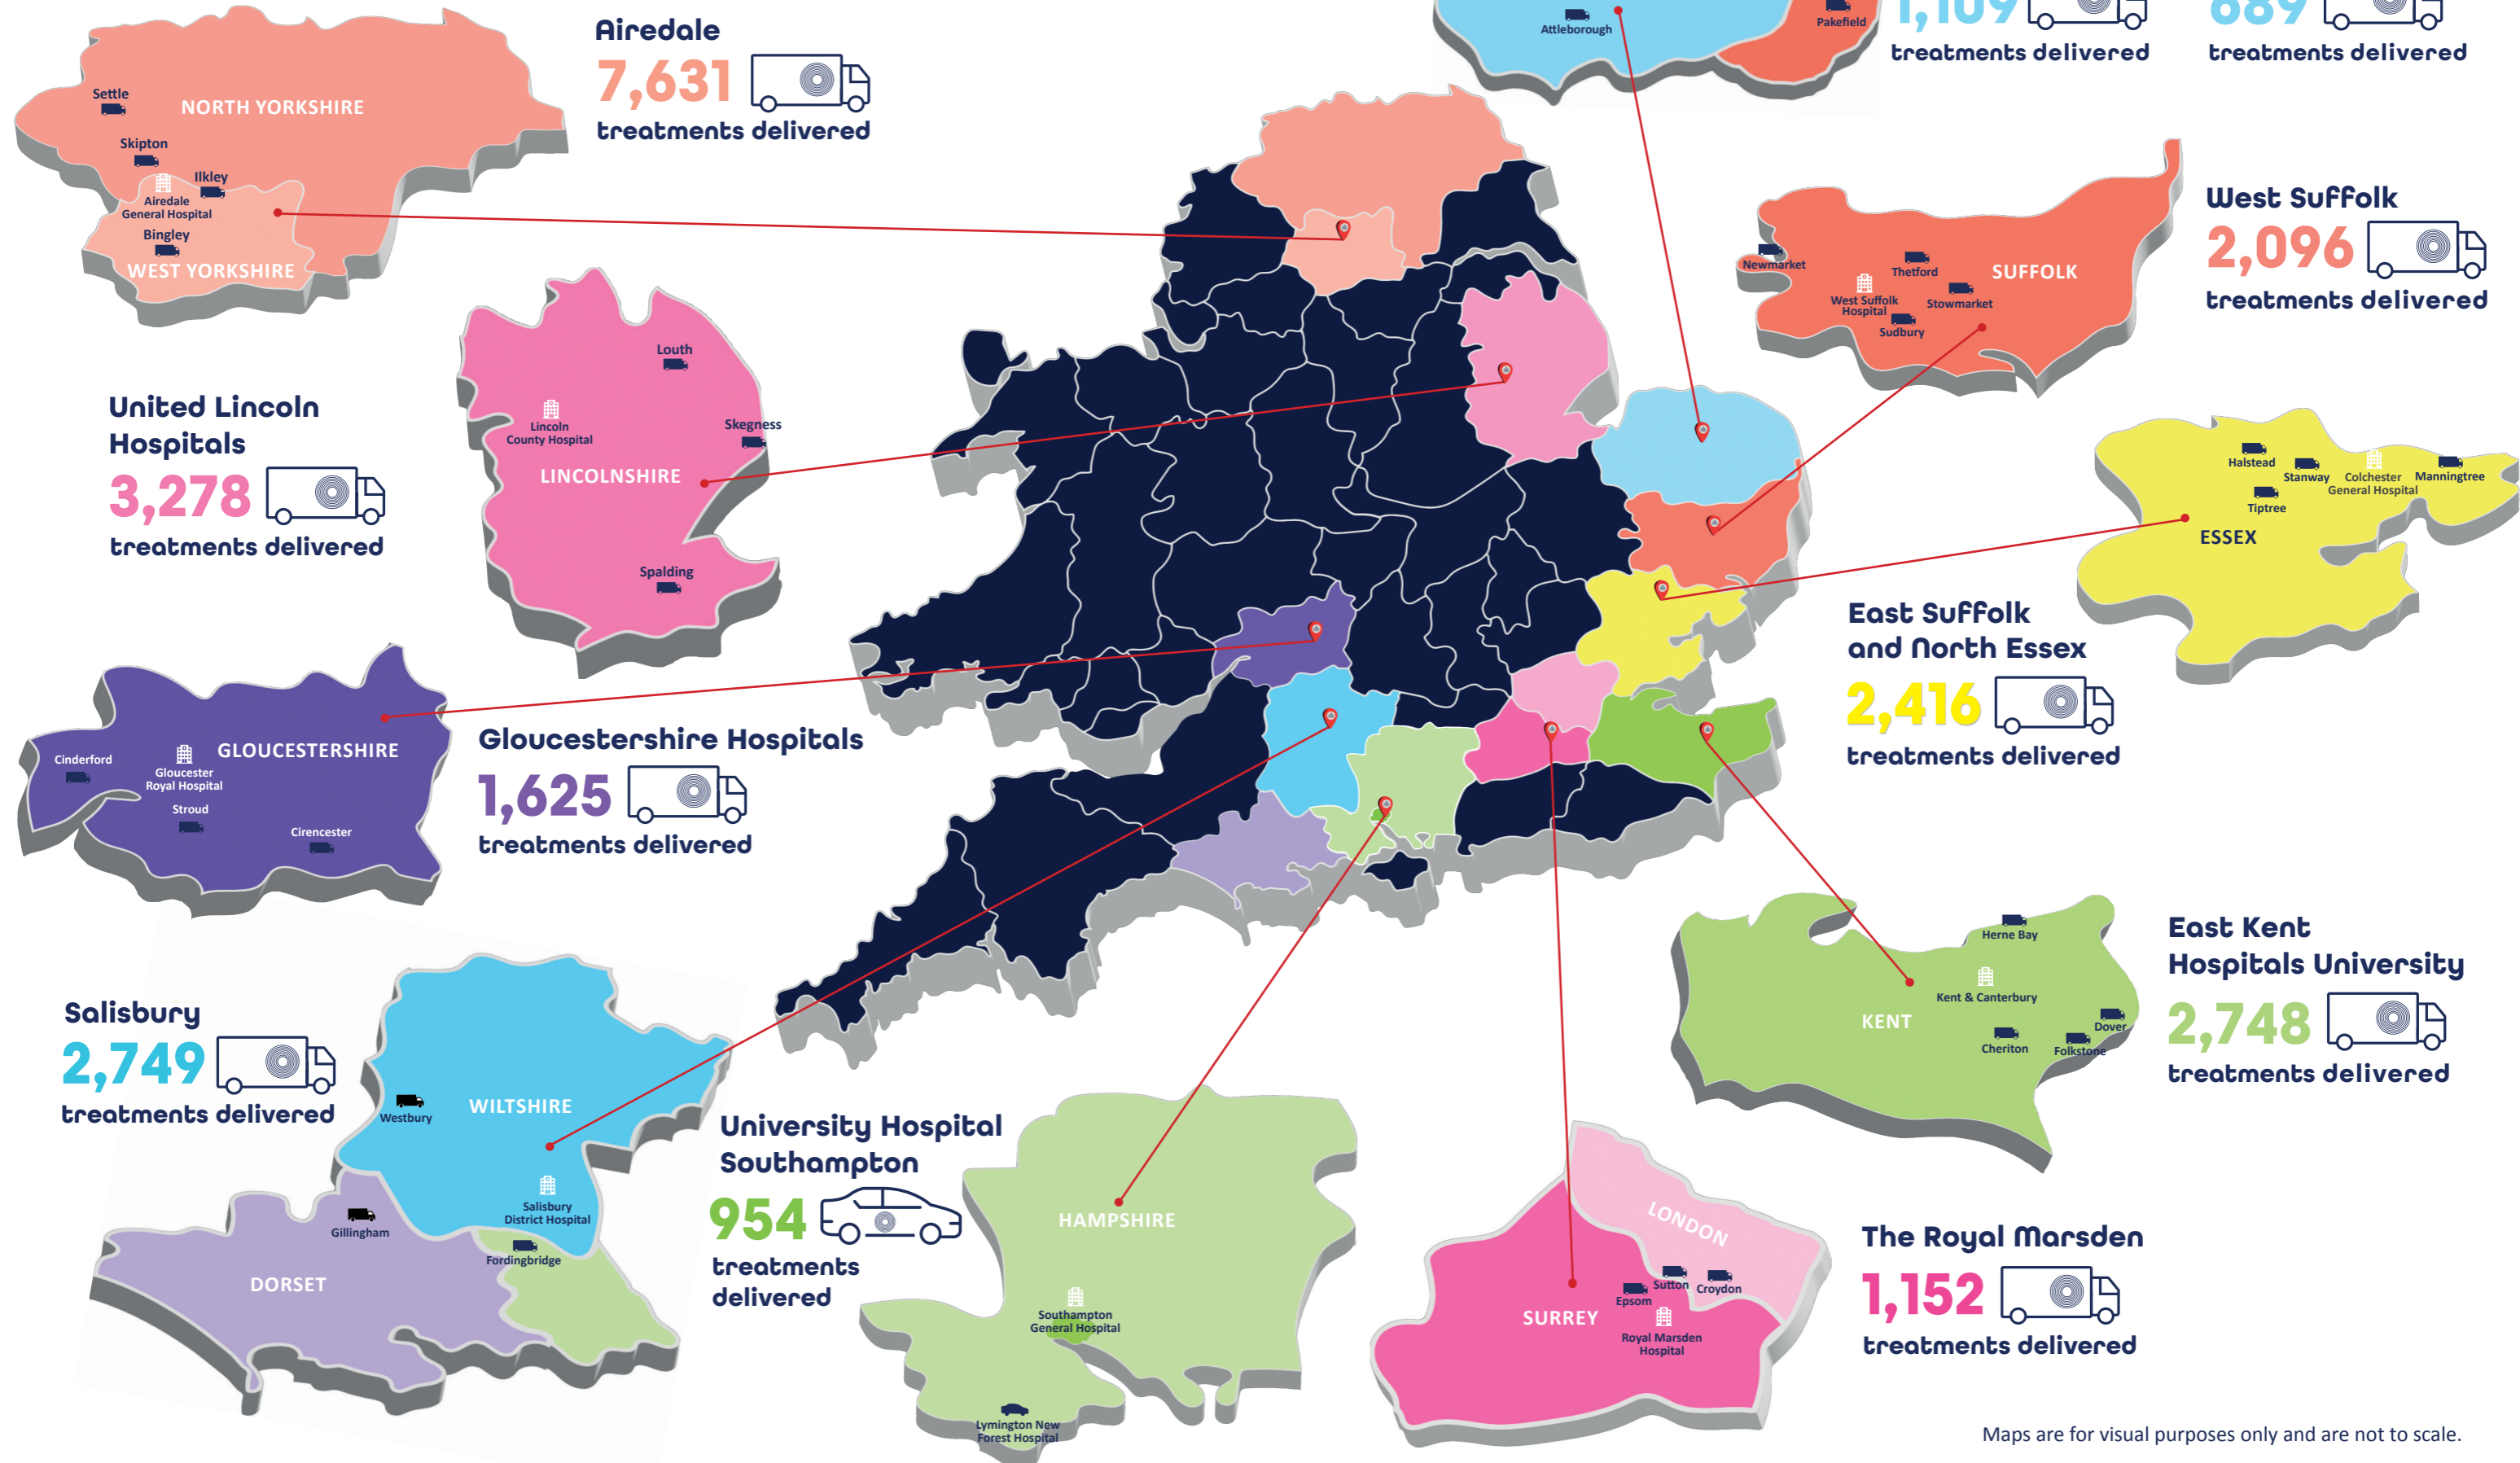 Airedale
7,631
treatments delivered
Settle
NORTH YORKSHIRE
Skipton
Ilkley
Airedale
General Hospital
Bingley
WEST YORKSHIRE
Attleborough
Pakefield
1,109
treatments delivered
689
treatments delivered
West Suffolk
2,096
treatments delivered
Newmarket
Thetford
SUFFOLK
West Suffolk
Hospital
Stowmarket
Sudbury
United Lincoln
Hospitals
3,278
treatments delivered
Louth
Lincoln
County Hospital
Skegness
LINCOLNSHIRE
Spalding
Halstead
Stanway
Colchester
General Hospital
Manningtree
Tiptree
ESSEX
East Suffolk
and North Essex
2,416
treatments delivered
Cinderford
GLOUCESTERSHIRE
Gloucester
Royal Hospital
Stroud
Cirencester
Gloucestershire Hospitals
1,625
treatments delivered
Salisbury
2,749
treatments delivered
Westbury
WILTSHIRE
Salisbury
District Hospital
Gillingham
Fordingbridge
DORSET
University Hospital
Southampton
954
treatments
delivered
HAMPSHIRE
Southampton
General Hospital
Lymington New
Forest Hospital
Herne Bay
Kent & Canterbury
KENT
Dover
Cheriton
Folkstone
East Kent
Hospitals University
2,748
treatments delivered
LONDON
Sutton
Croydon
Epsom
SURREY
Royal Marsden
Hospital
The Royal Marsden
1,152
treatments delivered
Maps are for visual purposes only and are not to scale.